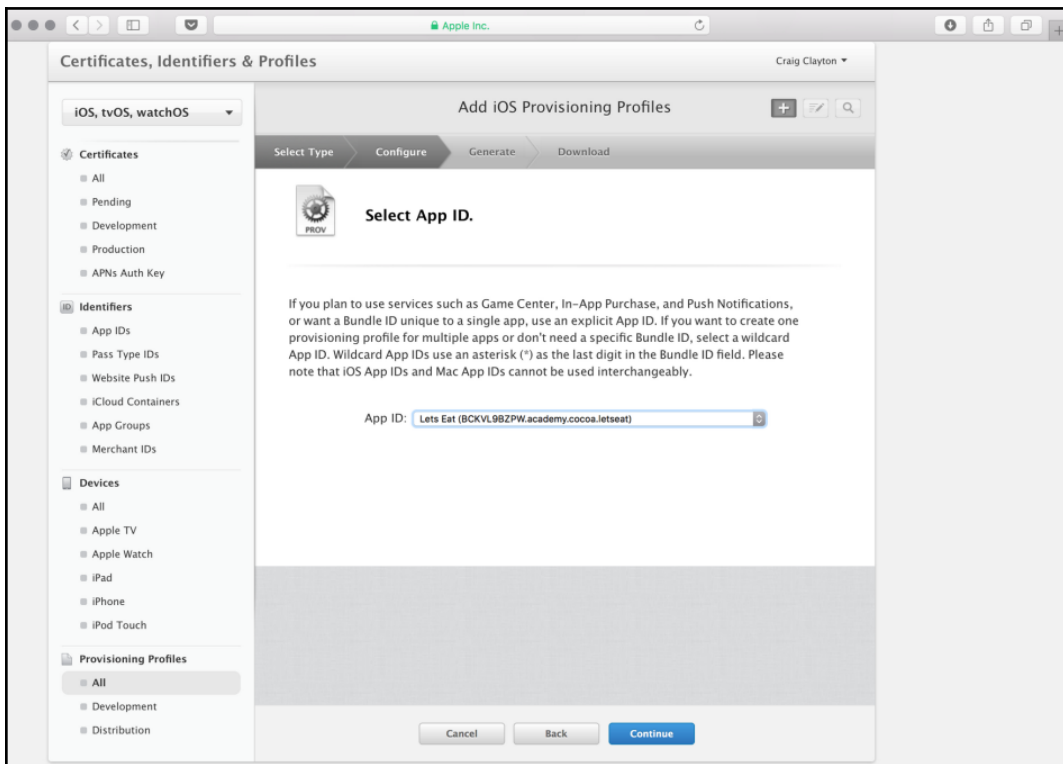 Apple Inc.
Certificates, Identifiers & Profiles
Craig Clayton
iOS, tvOS, watchOS
Certificates
All
Pending
Development
Production
APNs Auth Key
ID Identifiers
App IDs
Pass Type IDs
Website Push IDs
iCloud Containers
App Groups
Merchant IDs
Devices
All
Apple TV
Apple Watch
iPad
iPhone
iPod Touch
Provisioning Profiles
All
Development
Distribution
Add iOS Provisioning Profiles
Select Type Configure Generate Download
PROV
Select App ID.
If you plan to use services such as Game Center, In-App Purchase, and Push Notifications,
or want a Bundle ID unique to a single app, use an explicit App ID. If you want to create one
provisioning profile for multiple apps or don't need a specific Bundle ID, select a wildcard
App ID. Wildcard App IDs use an asterisk (*) as the last digit in the Bundle ID field. Please
note that iOS App IDs and Mac App IDs cannot be used interchangeably.
App ID: Lets Eat (BCKVL9BZPW.academy.cocoa.letseat)
Cancel Back Continue